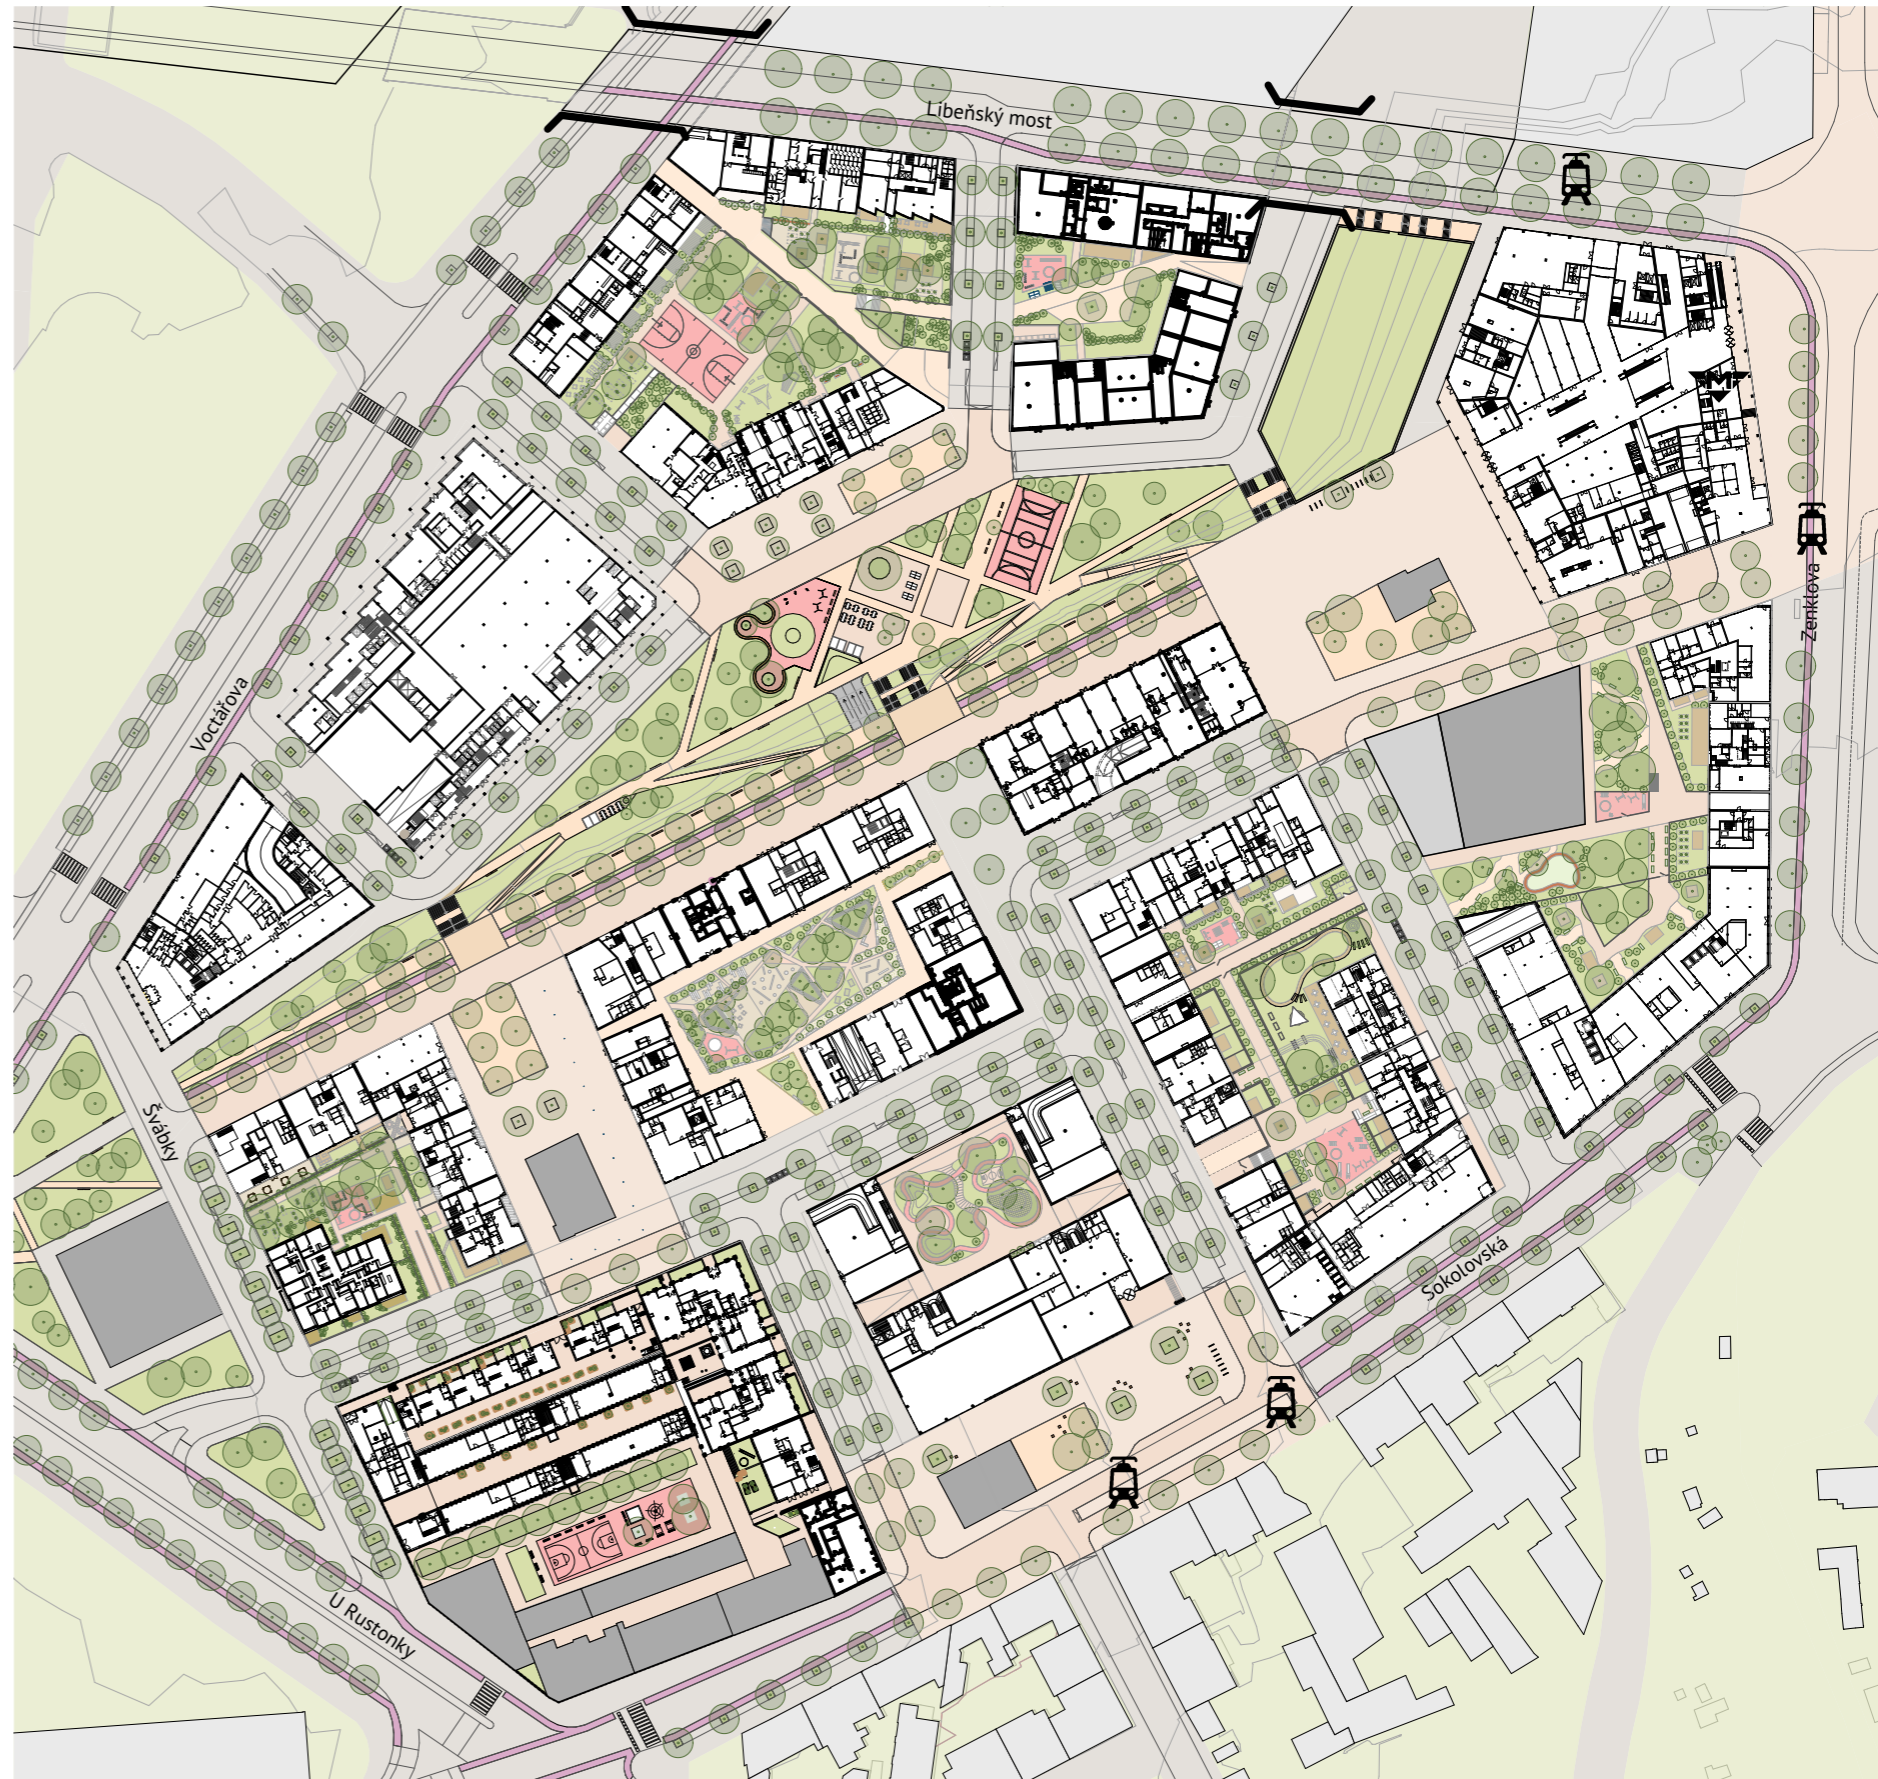 Libeňský most
Voctářova
Zenklova
Švábky
Sokolovská
U Rustonky
M